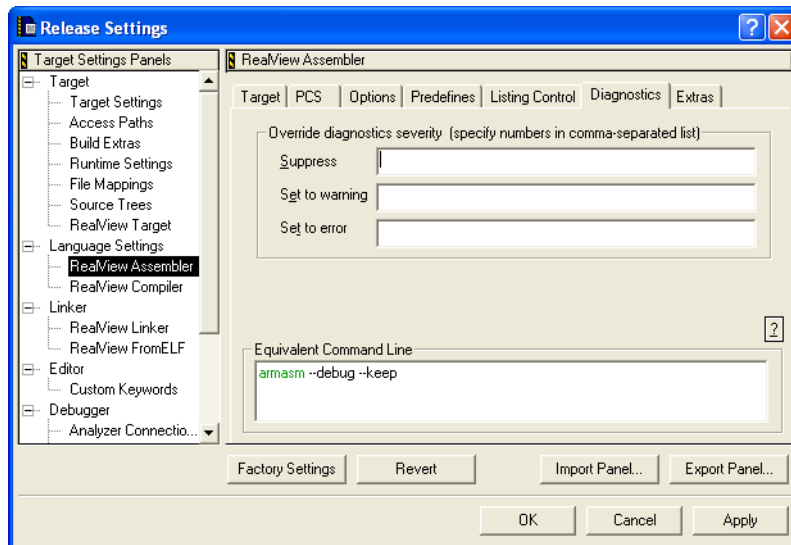 Release Settings
Target Settings Panels
Target
Target Settings
Access Paths
Build Extras
Runtime Settings
File Mappings
Source Trees
RealView Target
Language Settings
RealView Assembler
RealView Compiler
Linker
RealView Linker
RealView FromELF
Editor
Custom Keywords
Debugger
Analyzer Connectio...
RealView Assembler
Target PCS Options Predefines Listing Control Diagnostics Extras
Override diagnostics severity (specify numbers in comma-separated list)
Suppress
Set to warning
Set to error
?
Equivalent Command Line
armasm --debug --keep
Factory Settings Revert Import Panel... Export Panel...
OK Cancel Apply